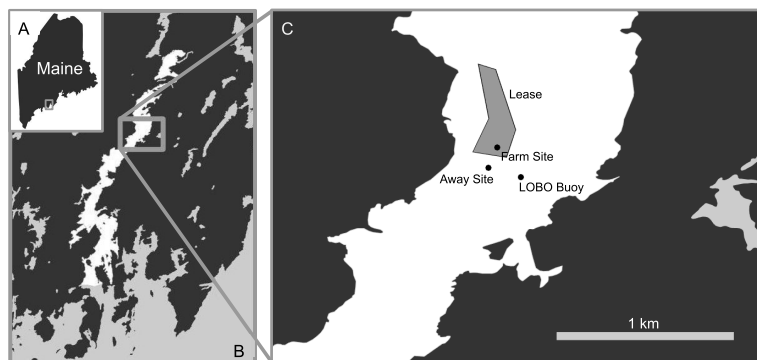 A
Maine
B
C
Lease
Farm Site
Away Site
LOBO Buoy
1 km